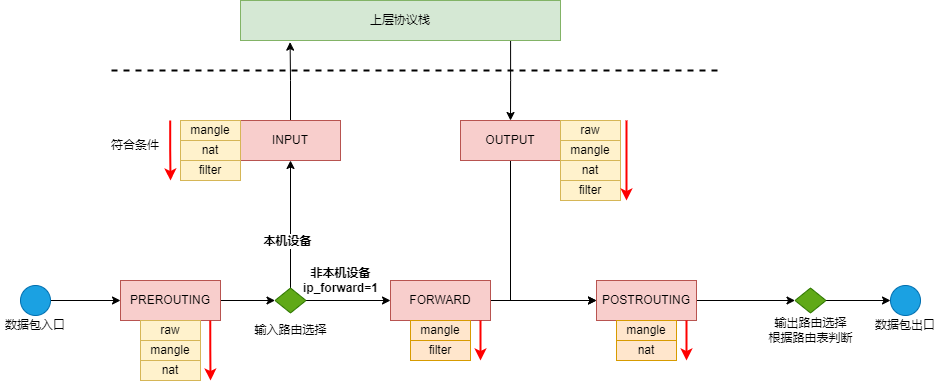 上层协议栈
符合条件
mangle
nat
filter
INPUT
OUTPUT
raw
mangle
nat
filter
本机设备
非本机设备
ip_forward=1
数据包入口
PREROUTING
raw
mangle
nat
输入路由选择
FORWARD
mangle
filter
POSTROUTING
mangle
nat
输出路由选择
根据路由表判断
数据包出口